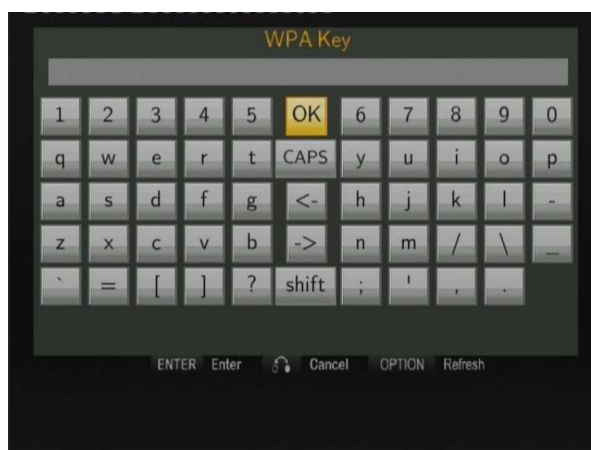 WPA Key
1 2 3 4 5 OK 6 7 8 9 0
q w e r t CAPS y u i o p
a s d f g <- h j k l -
z x c v b -> n m / \ _
` = [ ] ? shift ; ' , .
ENTER Enter Cancel OPTION Refresh